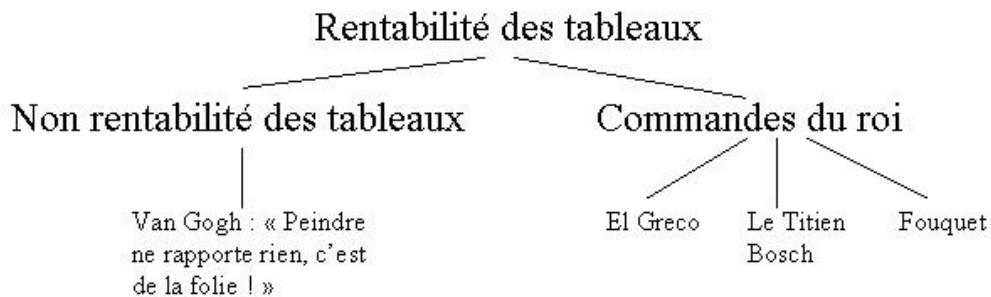 Rentabilité des tableaux
Non rentabilité des tableaux
Commandes du roi
Van Gogh : « Peindre
ne rapporte rien, c’est
de la folie ! »
El Greco
Le Titien
Bosch
Fouquet